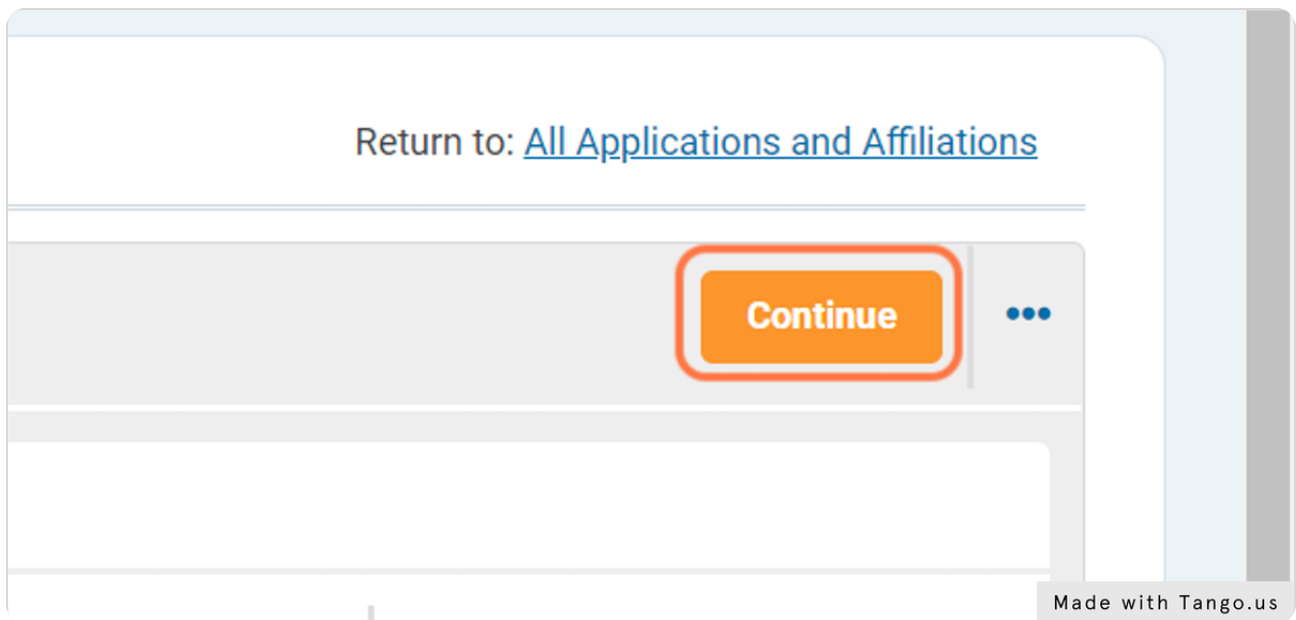 Return to: All Applications and Affiliations
Continue
Made with Tango.us